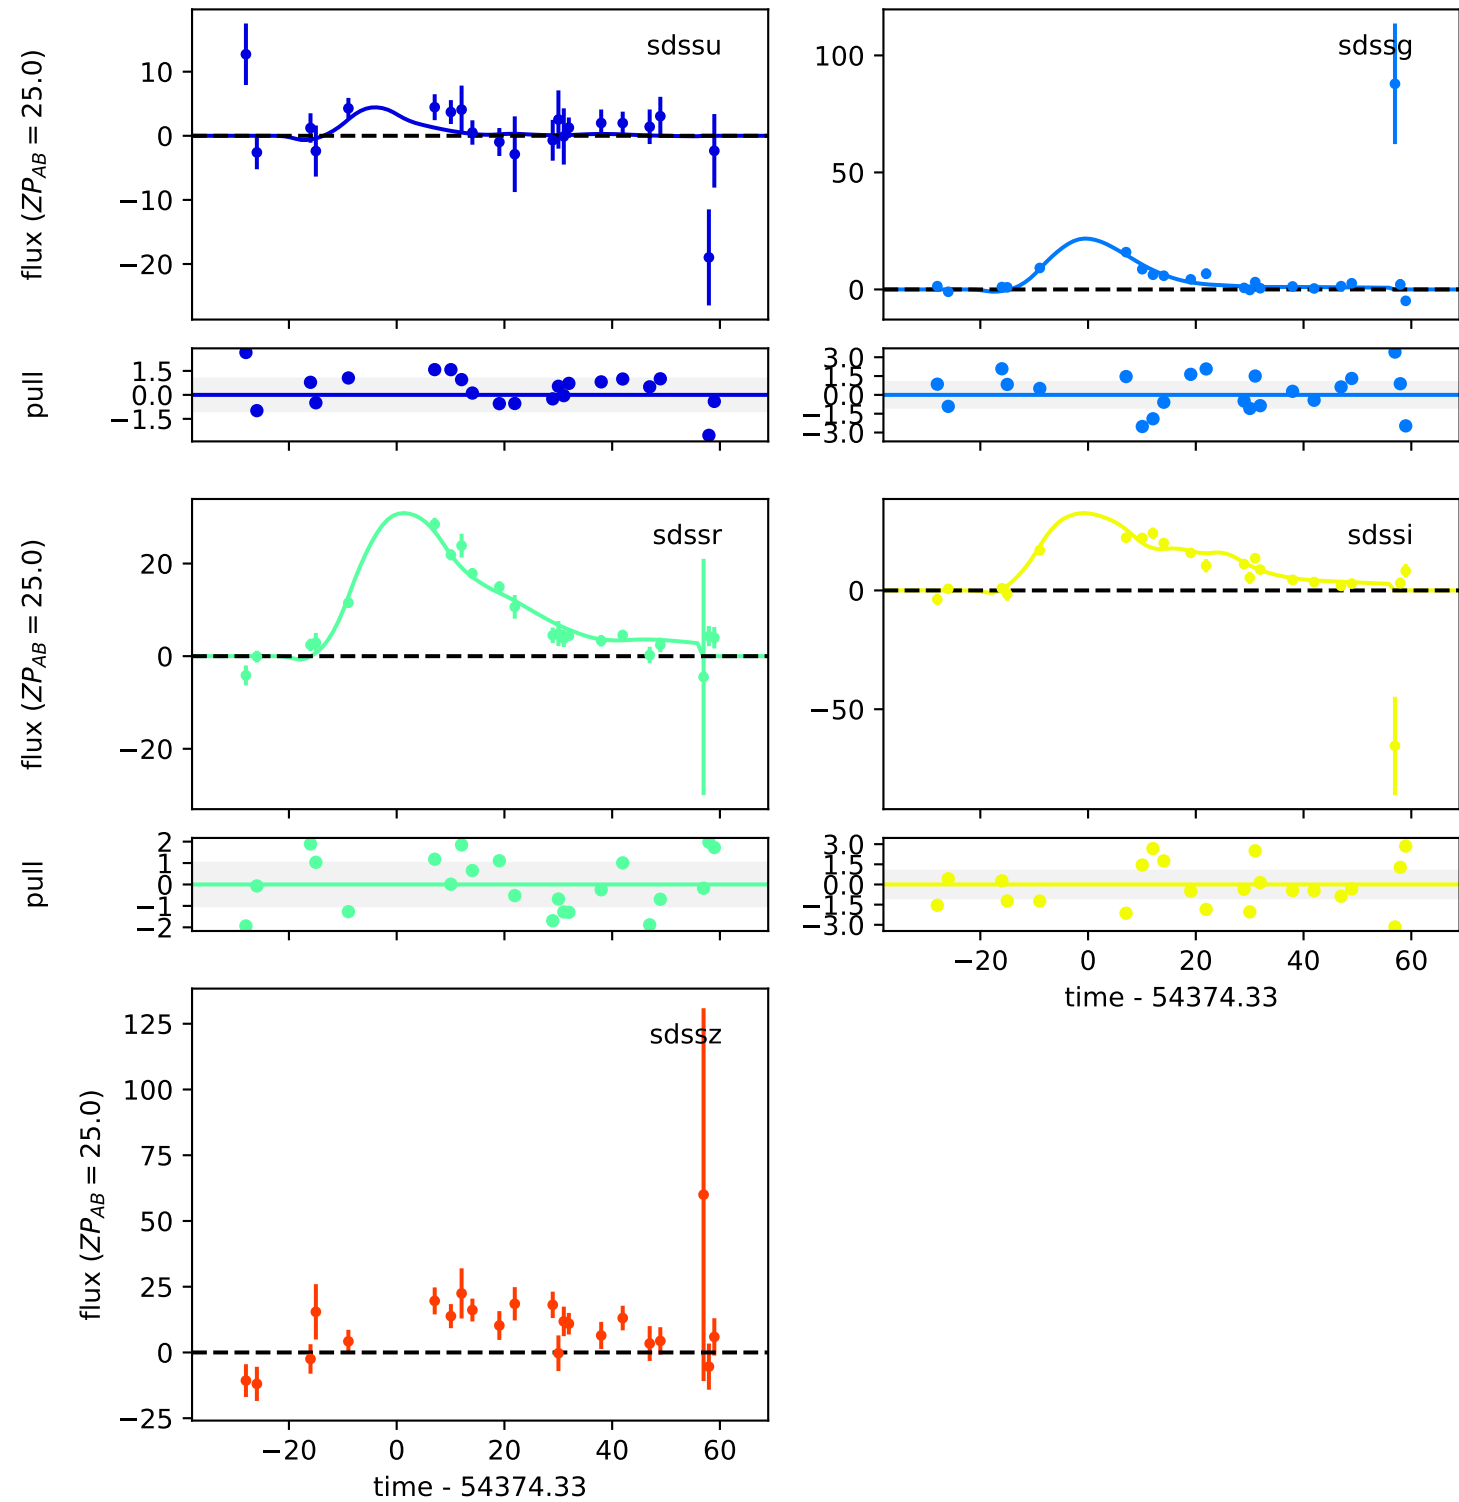 sdssu
flux (ZP_AB = 25.0)
10
0
−10
−20
sdssg
100
50
0
pull
1.5
0.0
−1.5
3.0
1.5
0.0
−1.5
−3.0
sdssr
flux (ZP_AB = 25.0)
20
0
−20
sdssi
0
−50
pull
2
1
0
−1
−2
3.0
1.5
0.0
−1.5
−3.0
−20 0 20 40 60
time - 54374.33
sdssz
flux (ZP_AB = 25.0)
125
100
75
50
25
0
−25
−20 0 20 40 60
time - 54374.33